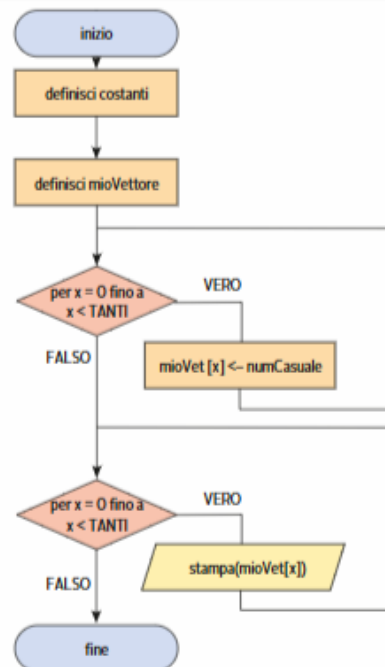 inizio
definisci costanti
definisci mioVettore
per x = 0 fino a
x < TANTI
VERO
FALSO
mioVet [x] <– numCasuale
per x = 0 fino a
x < TANTI
VERO
stampa(mioVet[x])
FALSO
fine